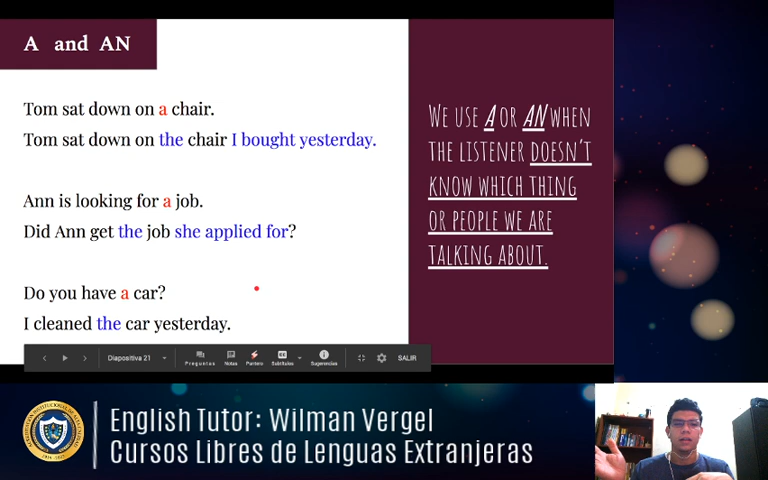 A and AN
Tom sat down on a chair.
Tom sat down on the chair I bought yesterday.
Ann is looking for a job.
Did Ann get the job she applied for?
Do you have a car?
I cleaned the car yesterday.
WE USE A OR AN WHEN
THE LISTENER DOESN'T
KNOW WHICH THING
OR PEOPLE WE ARE
TALKING ABOUT.
Diapositiva 21
Preguntas
Notas
Puntero
Subtítulos
Sugerencias
SALIR
English Tutor: Wilman Vergel
Cursos Libres de Lenguas Extranjeras